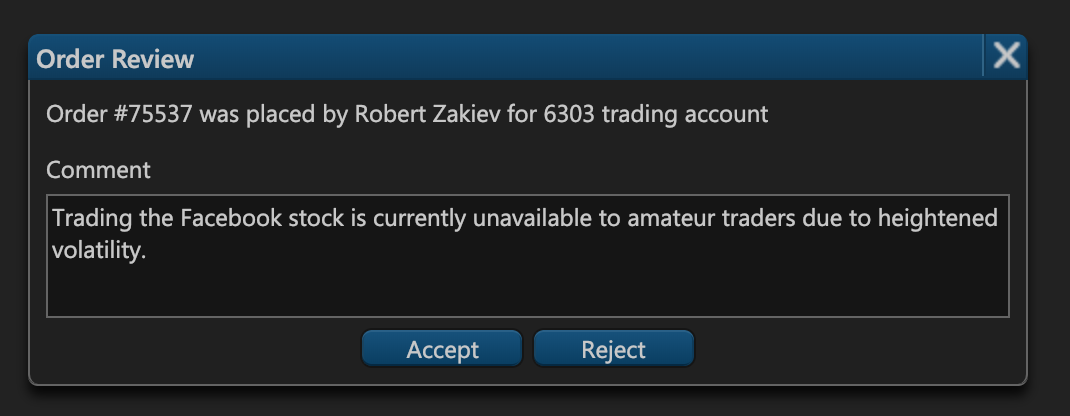 Order Review
Order #75537 was placed by Robert Zakiev for 6303 trading account
Comment
Trading the Facebook stock is currently unavailable to amateur traders due to heightened
volatility.
Accept Reject